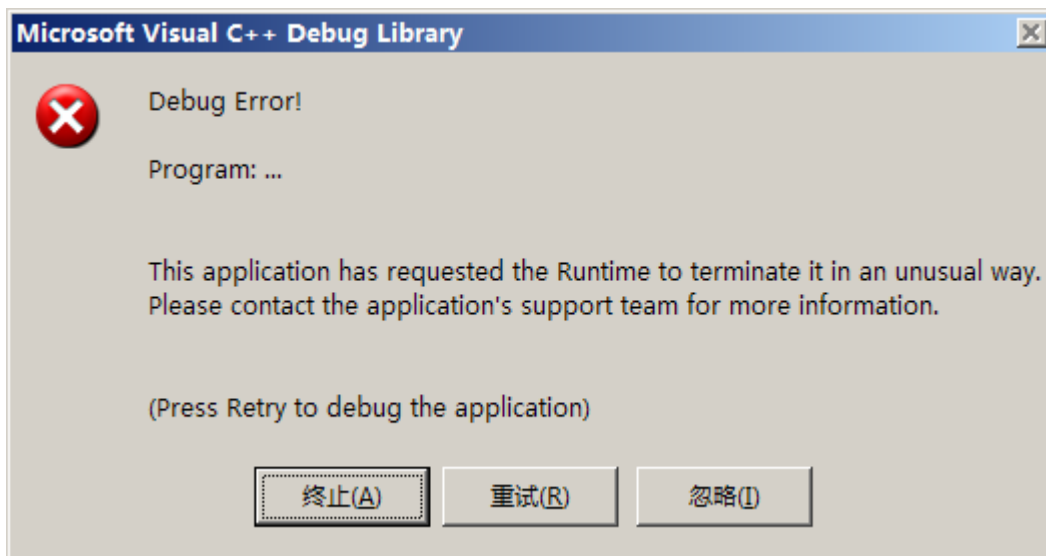 Microsoft Visual C++ Debug Library
Debug Error!
Program: ...
This application has requested the Runtime to terminate it in an unusual way.
Please contact the application's support team for more information.
(Press Retry to debug the application)
终止(A) 重试(R) 忽略(I)